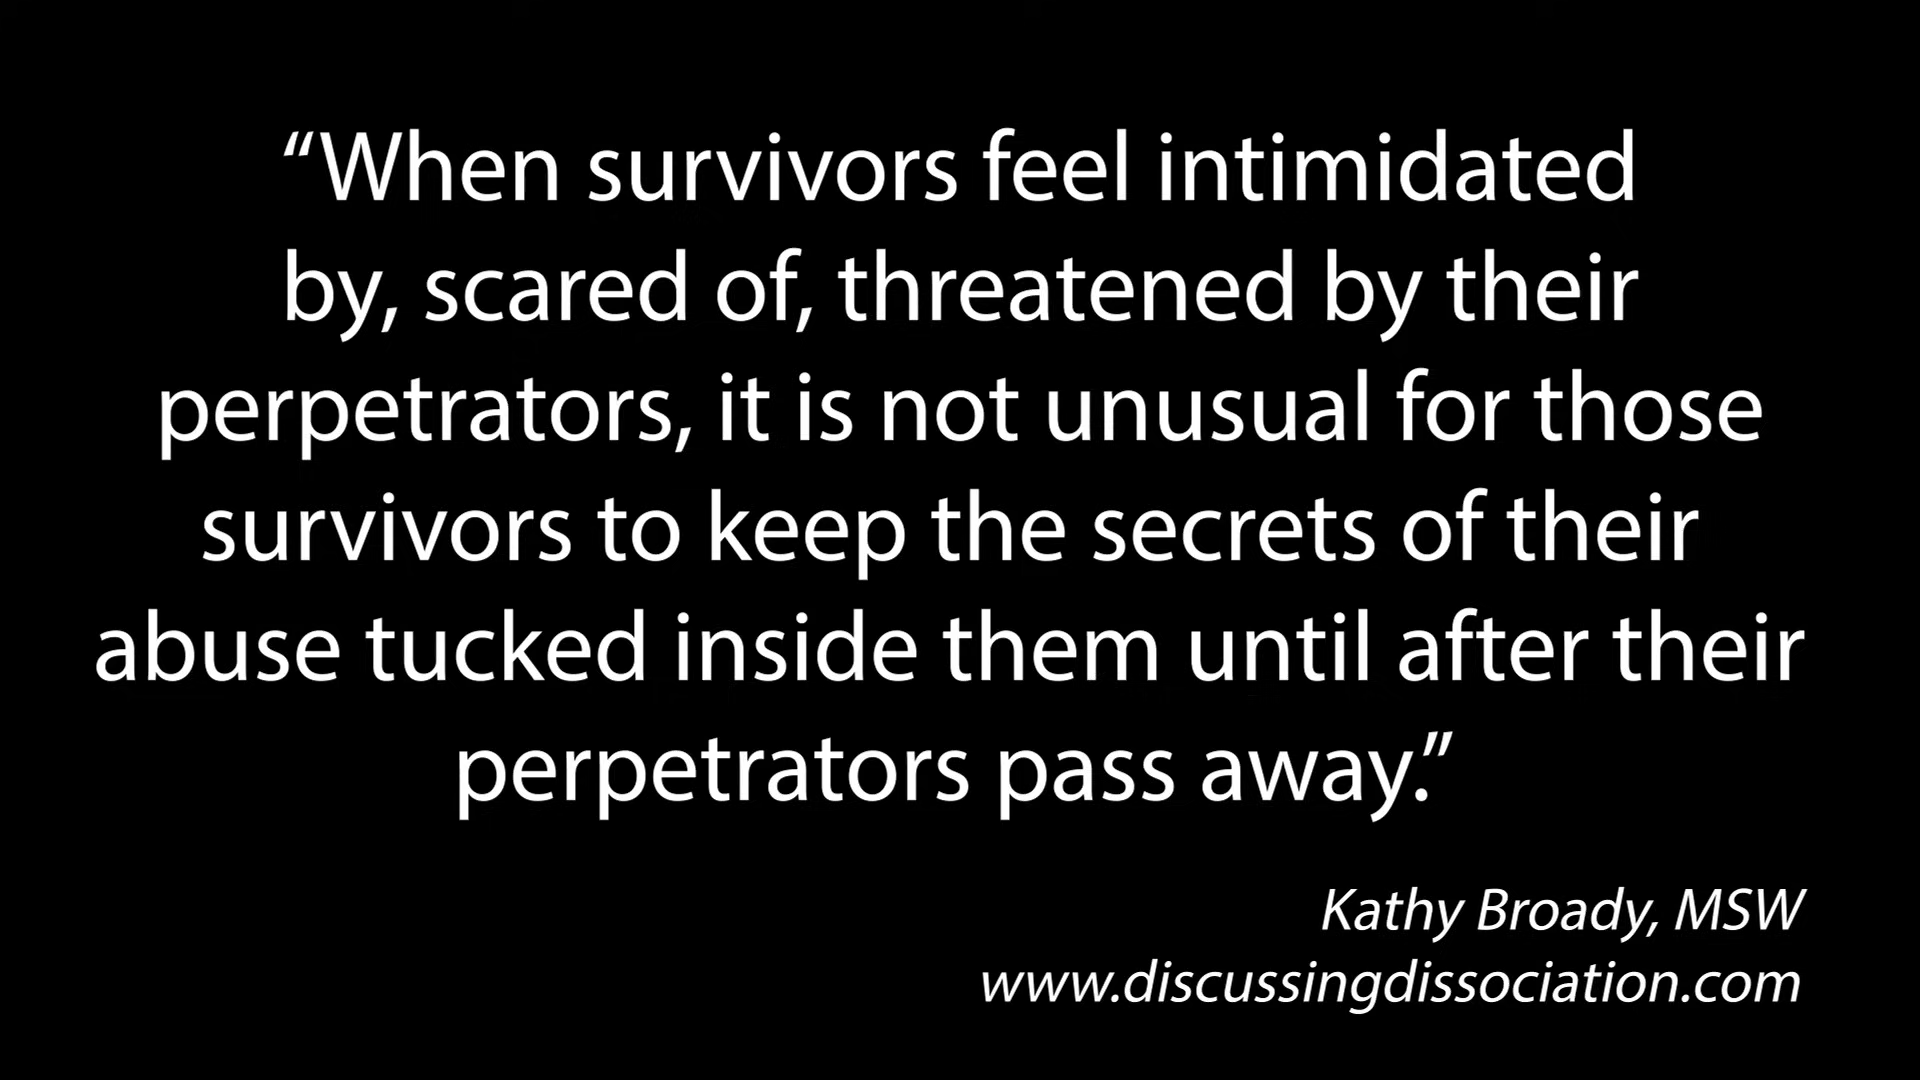 “When survivors feel intimidated
by, scared of, threatened by their
perpetrators, it is not unusual for those
survivors to keep the secrets of their
abuse tucked inside them until after their
perpetrators pass away.”
Kathy Broady, MSW
www.discussingdissociation.com